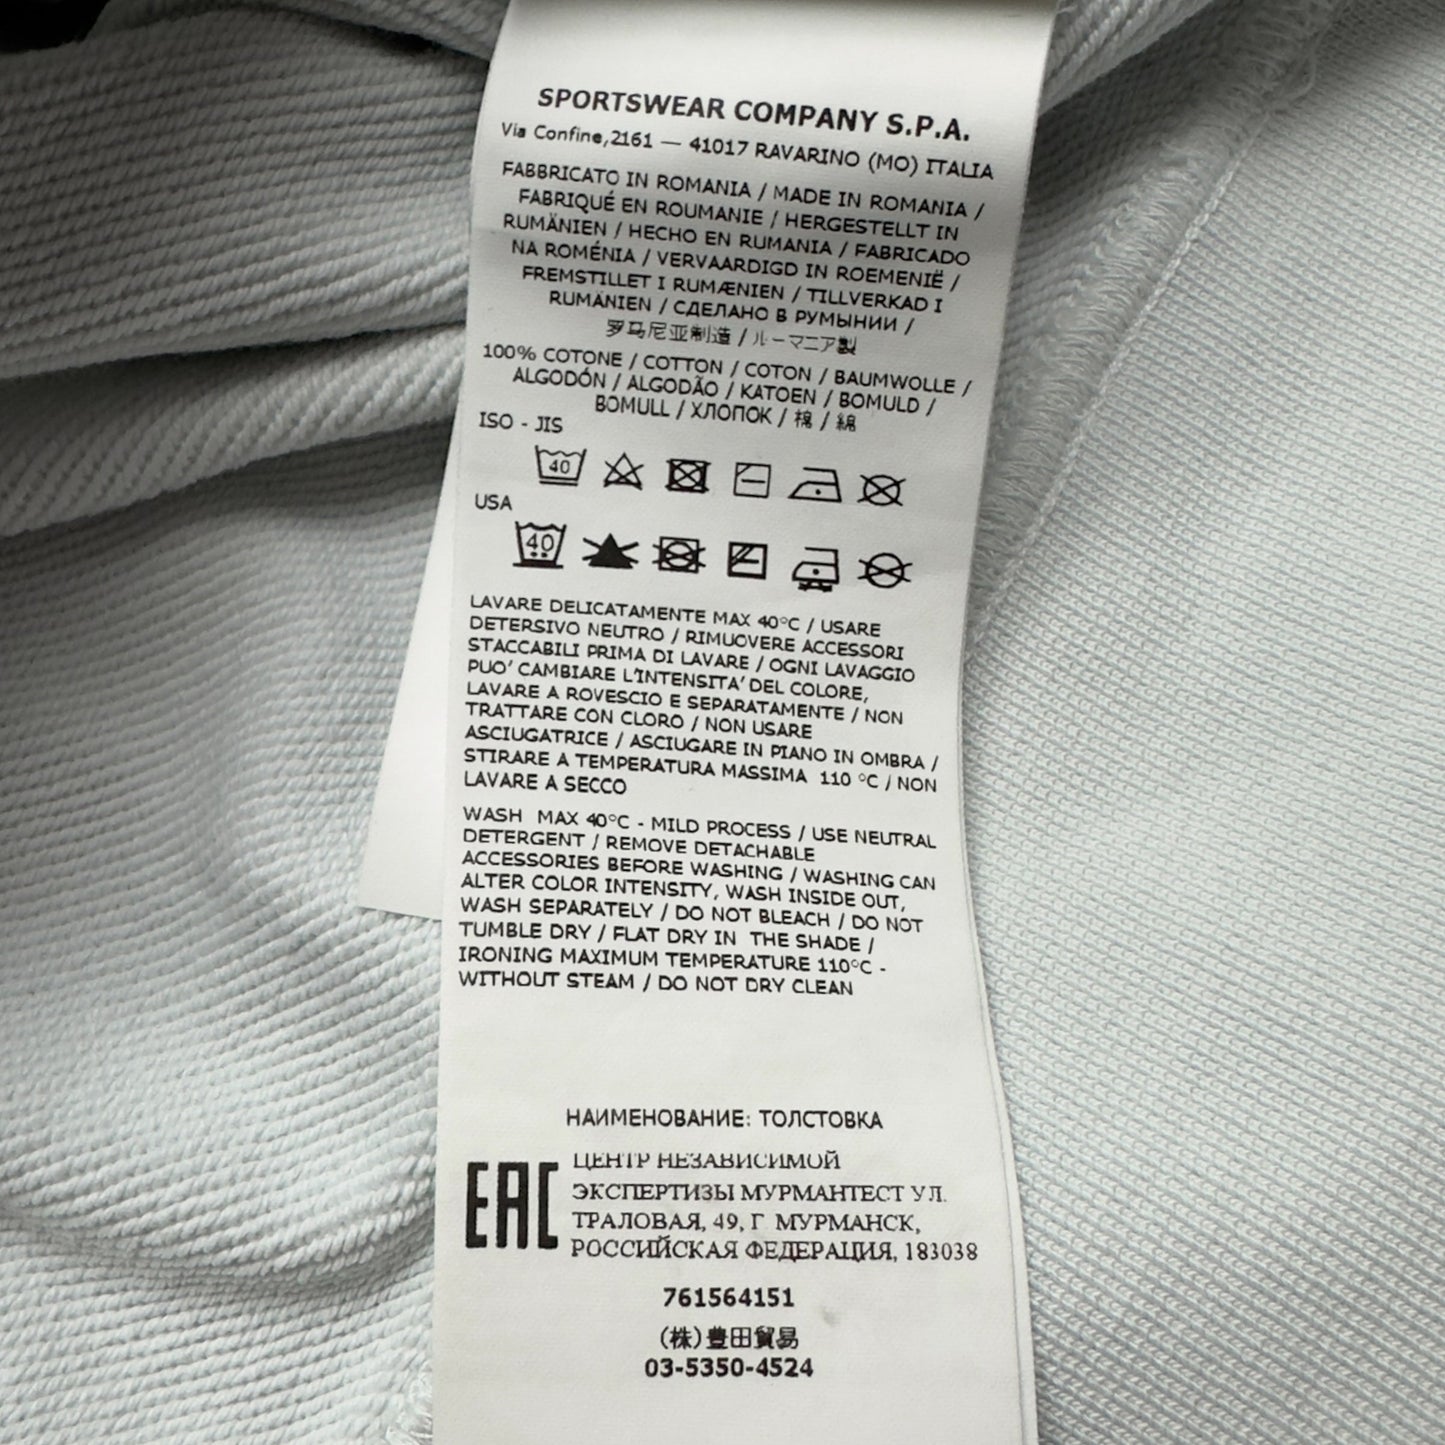 SPORTSWEAR COMPANY S.P.A.
Via Confine,2161 — 41017 RAVARINO (MO) ITALIA
FABBRICATO IN ROMANIA / MADE IN ROMANIA /
FABRIQUÉ EN ROUMANIE / HERGESTELLT IN
RUMÄNIEN / HECHO EN RUMANIA / FABRICADO
NA ROMÉNIA / VERVAARDIGD IN ROEMENIË /
FREMSTILLET I RUMÆNIEN / TILLVERKAD I
RUMÄNIEN / СДЕЛАНО В РУМЫНИИ /
罗马尼亚制造 / ルーマニア製
100% COTONE / COTTON / COTON / BAUMWOLLE /
ALGODÓN / ALGODÃO / KATOEN / BOMULD /
BOMULL / ХЛОПОК / 棉 / 綿
ISO - JIS
40
USA
40
LAVARE DELICATAMENTE MAX 40°C / USARE
DETERSIVO NEUTRO / RIMUOVERE ACCESSORI
STACCABILI PRIMA DI LAVARE / OGNI LAVAGGIO
PUO' CAMBIARE L'INTENSITA' DEL COLORE,
LAVARE A ROVESCIO E SEPARATAMENTE / NON
TRATTARE CON CLORO / NON USARE
ASCIUGATRICE / ASCIUGARE IN PIANO IN OMBRA /
STIRARE A TEMPERATURA MASSIMA 110 °C / NON
LAVARE A SECCO
WASH MAX 40°C - MILD PROCESS / USE NEUTRAL
DETERGENT / REMOVE DETACHABLE
ACCESSORIES BEFORE WASHING / WASHING CAN
ALTER COLOR INTENSITY, WASH INSIDE OUT,
WASH SEPARATELY / DO NOT BLEACH / DO NOT
TUMBLE DRY / FLAT DRY IN THE SHADE /
IRONING MAXIMUM TEMPERATURE 110°C -
WITHOUT STEAM / DO NOT DRY CLEAN
НАИМЕНОВАНИЕ: ТОЛСТОВКА
EAC
ЦЕНТР НЕЗАВИСИМОЙ
ЭКСПЕРТИЗЫ МУРМАНТЕСТ УЛ.
ТРАЛОВАЯ, 49, Г. МУРМАНСК,
РОССИЙСКАЯ ФЕДЕРАЦИЯ, 183038
761564151
(株)豊田貿易
03-5350-4524